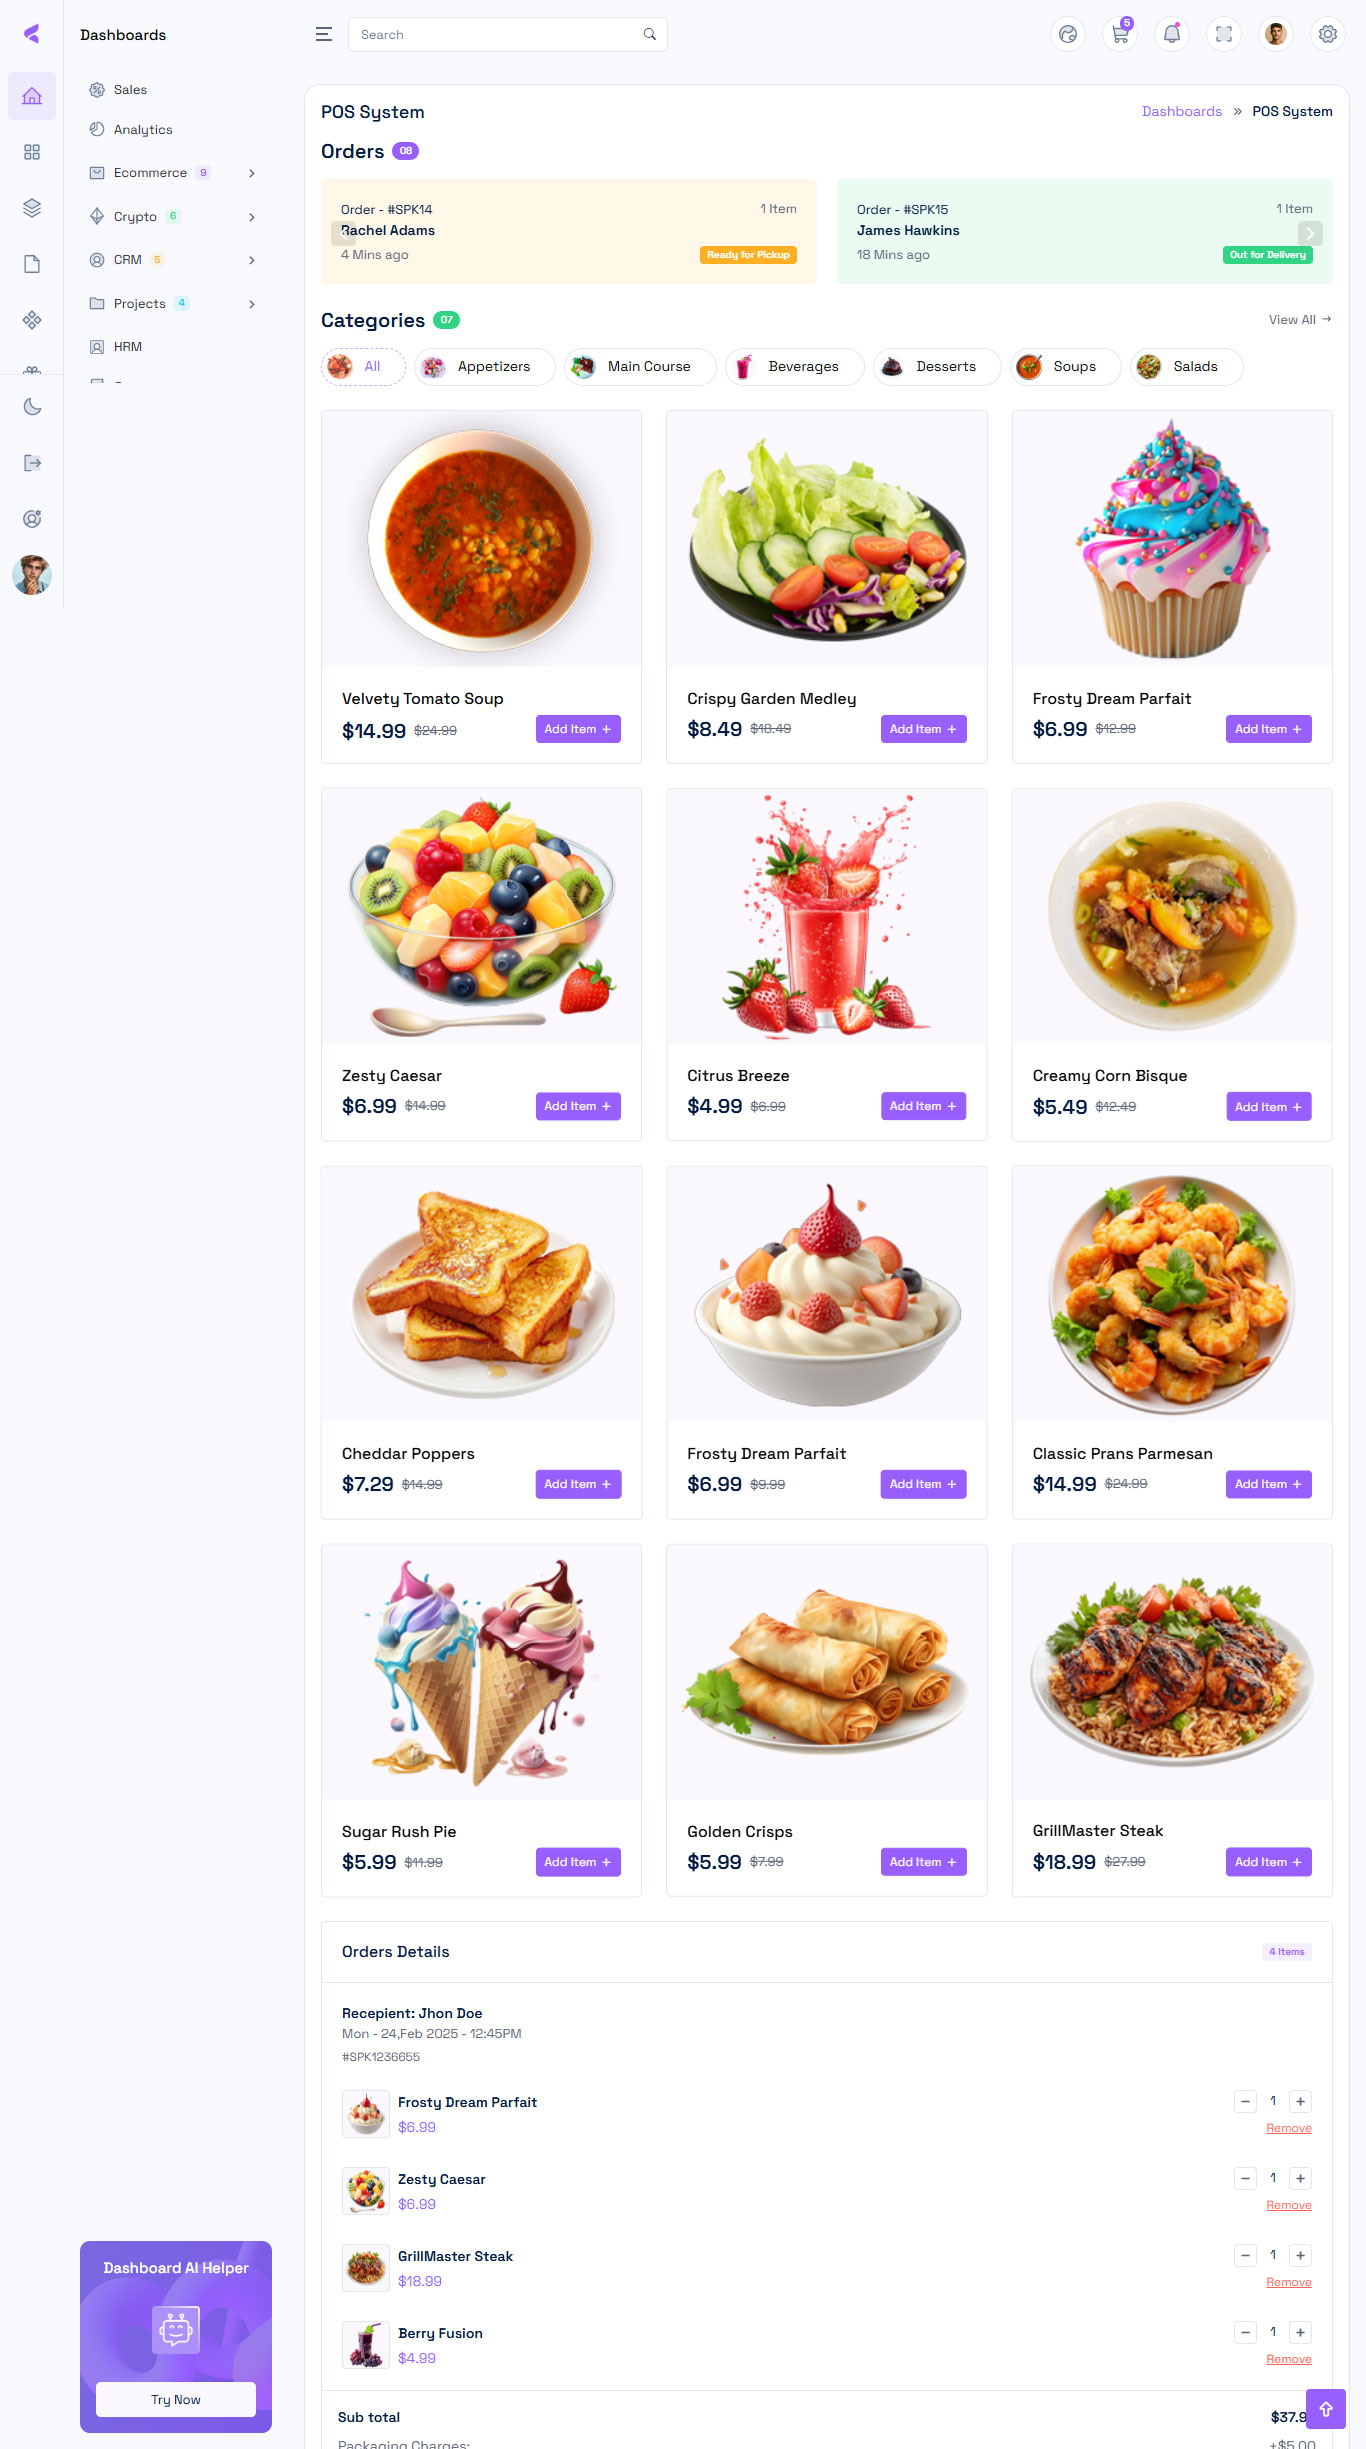 Dashboards
Search
5
Sales
Analytics
Ecommerce 9
Crypto 6
CRM 5
Projects 4
HRM
POS System
Dashboards » POS System
Orders 08
Order - #SPK14 1 Item
Rachel Adams
4 Mins ago Ready for Pickup
Order - #SPK15 1 Item
James Hawkins
18 Mins ago Out for Delivery
Categories 07
View All →
All Appetizers Main Course Beverages Desserts Soups Salads
Velvety Tomato Soup
$14.99 $24.99 Add Item +
Crispy Garden Medley
$8.49 $18.49 Add Item +
Frosty Dream Parfait
$6.99 $12.99 Add Item +
Zesty Caesar
$6.99 $14.99 Add Item +
Citrus Breeze
$4.99 $6.99 Add Item +
Creamy Corn Bisque
$5.49 $12.49 Add Item +
Cheddar Poppers
$7.29 $14.99 Add Item +
Frosty Dream Parfait
$6.99 $9.99 Add Item +
Classic Prans Parmesan
$14.99 $24.99 Add Item +
Sugar Rush Pie
$5.99 $11.99 Add Item +
Golden Crisps
$5.99 $7.99 Add Item +
GrillMaster Steak
$18.99 $27.99 Add Item +
Orders Details 4 Items
Recepient: Jhon Doe
Mon - 24,Feb 2025 - 12:45PM
#SPK1236655
Frosty Dream Parfait − 1 +
$6.99 Remove
Zesty Caesar − 1 +
$6.99 Remove
GrillMaster Steak − 1 +
$18.99 Remove
Berry Fusion − 1 +
$4.99 Remove
Sub total $37.9
Packaging Charges: +$5.00
Dashboard AI Helper
Try Now